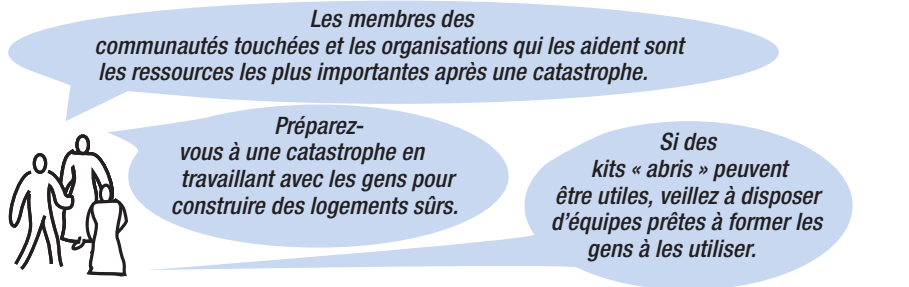 Les membres des
communautés touchées et les organisations qui les aident sont
les ressources les plus importantes après une catastrophe.
Préparez-
vous à une catastrophe en
travaillant avec les gens pour
construire des logements sûrs.
Si des
kits « abris » peuvent
être utiles, veillez à disposer
d'équipes prêtes à former les
gens à les utiliser.